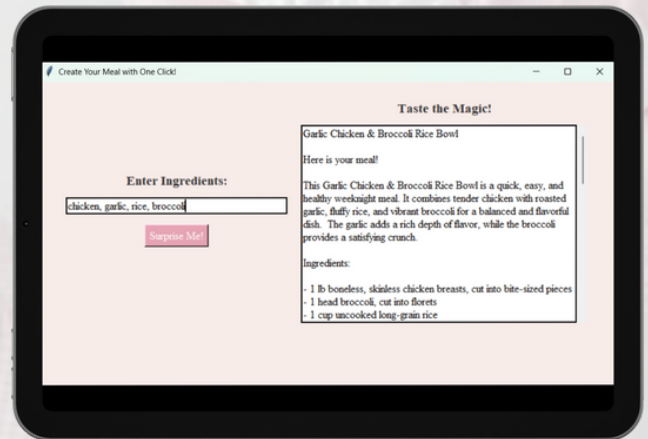 Create Your Meal with One Click!
Enter Ingredients:
chicken, garlic, rice, broccoli
Surprise Me!
Taste the Magic!
Garlic Chicken & Broccoli Rice Bowl
Here is your meal!
This Garlic Chicken & Broccoli Rice Bowl is a quick, easy, and
healthy weeknight meal. It combines tender chicken with roasted
garlic, fluffy rice, and vibrant broccoli for a balanced and flavorful
dish.  The garlic adds a rich depth of flavor, while the broccoli
provides a satisfying crunch.
Ingredients:
- 1 lb boneless, skinless chicken breasts, cut into bite-sized pieces
- 1 head broccoli, cut into florets
- 1 cup uncooked long-grain rice